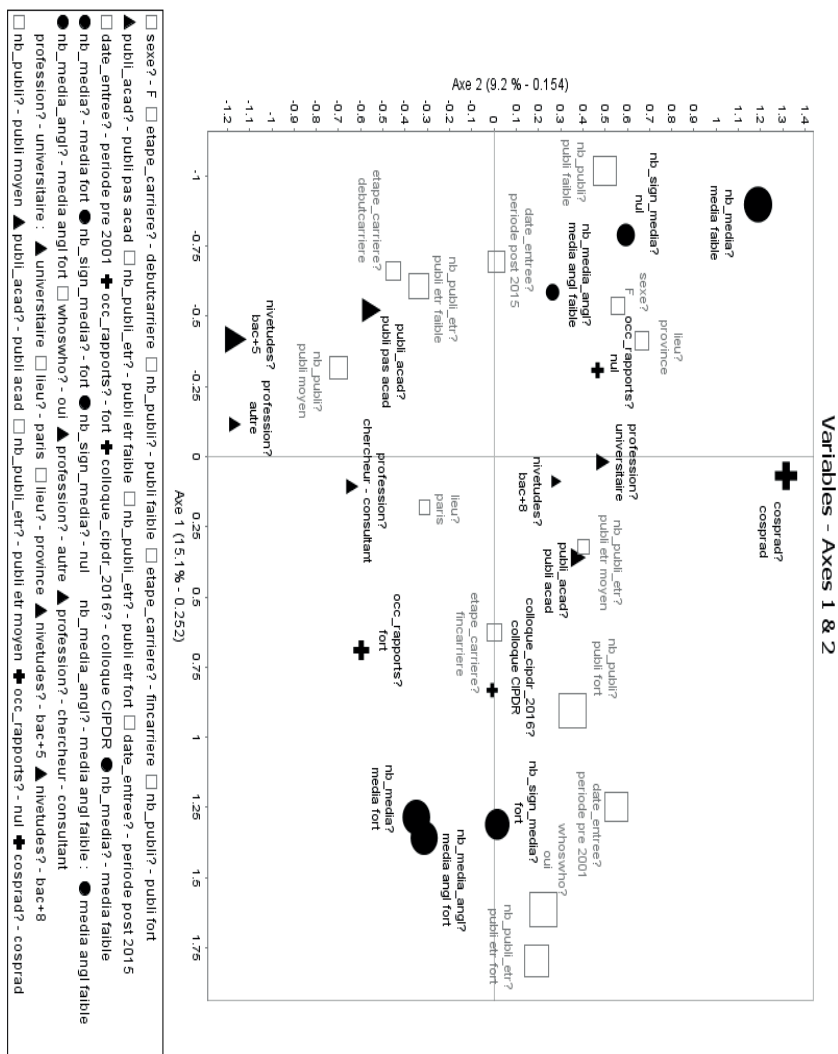 Variables - Axes 1 & 2
Axe 2 (9.2 % - 0.154)
1.4
1.3
1.2
1.1
1
0.9
0.8
0.7
0.6
0.5
0.4
0.3
0.2
0.1
0
-0.1
-0.2
-0.3
-0.4
-0.5
-0.6
-0.7
-0.8
-0.9
-1
-1.1
-1.2
cosprad?
cosprad
nb_media?
media faible
lieu?
province
nb_sign_media?
nul
sexe?
F
occ_rapports?
nul
profession?
universitaire
date_entree?
periode pre 2001
nb_publi?
publi faible
nb_publi_etr?
publi etr moyen
nb_publi?
publi fort
nb_media_angl?
media angl faible
nivetudes?
bac+8
publi_acad?
publi acad
colloque_cipdr_2016?
colloque CIPDR
nb_sign_media?
fort
whoswho?
oui
date_entree?
periode post 2015
nb_publi_etr?
publi etr fort
etape_carriere?
fincarriere
nb_publi_etr?
publi etr faible
lieu?
paris
nb_media_angl?
media angl fort
publi_acad?
publi pas acad
occ_rapports?
fort
nb_media?
media fort
etape_carriere?
debutcarriere
profession?
chercheur - consultant
nb_publi?
publi moyen
nivetudes?
bac+5
profession?
autre
-1 -0.75 -0.5 -0.25 0 0.25 0.5 0.75 1 1.25 1.5 1.75
Axe 1 (15.1% - 0.252)
sexe? - F □ etape_carriere? - debutcarriere □ nb_publi? - publi faible □ etape_carriere? - fincarriere □ nb_publi? - publi fort
publi_acad? - publi pas acad □ nb_publi_etr? - publi etr faible □ nb_publi_etr? - publi etr fort □ date_entree? - periode post 2015
date_entree? - periode pre 2001 ✚ occ_rapports? - fort ✚ colloque_cipdr_2016? - colloque CIPDR ● nb_media? - media faible
nb_media? - media fort ● nb_sign_media? - fort ● nb_sign_media? - nul nb_media_angl? - media angl faible : ● media angl faible
nb_media_angl? - media angl fort □ whoswho? - oui ▲ profession? - autre ▲ profession? - chercheur - consultant
profession? - universitaire : ▲ universitaire □ lieu? - paris □ lieu? - province ▲ nivetudes? - bac+5 ▲ nivetudes? - bac+8
nb_publi? - publi moyen ▲ publi_acad? - publi acad □ nb_publi_etr? - publi etr moyen ✚ occ_rapports? - nul ✚ cosprad? - cosprad